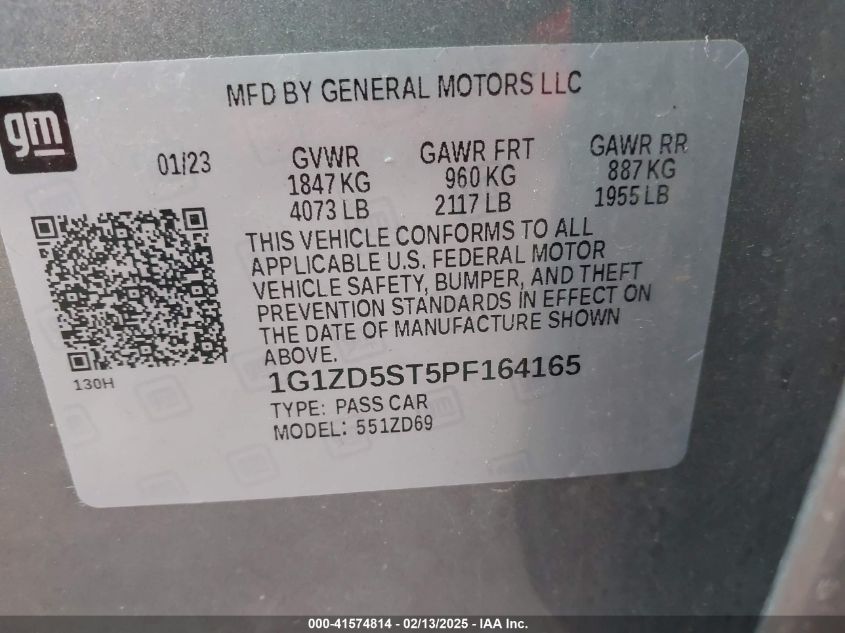 MFD BY GENERAL MOTORS LLC
gm
01/23
GVWR GAWR FRT GAWR RR
1847 KG 960 KG 887 KG
4073 LB 2117 LB 1955 LB
THIS VEHICLE CONFORMS TO ALL
APPLICABLE U.S. FEDERAL MOTOR
VEHICLE SAFETY, BUMPER, AND THEFT
PREVENTION STANDARDS IN EFFECT ON
THE DATE OF MANUFACTURE SHOWN
ABOVE.
130H
1G1ZD5ST5PF164165
TYPE: PASS CAR
MODEL: 551ZD69
000-41574814 - 02/13/2025 - IAA Inc.